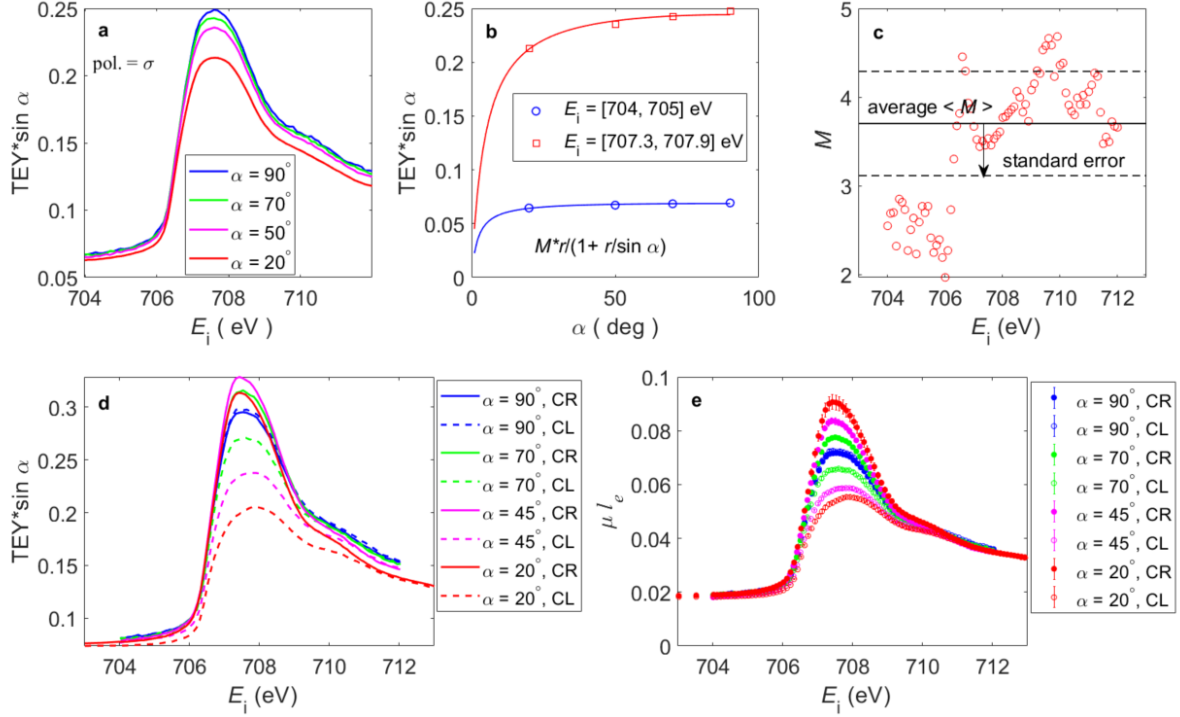 a
pol. = σ
α = 90°
α = 70°
α = 50°
α = 20°
0.25
0.2
0.15
0.1
0.05
704 706 708 710
E_i ( eV )
TEY*sin α
b
E_i = [704, 705] eV
E_i = [707.3, 707.9] eV
M*r/(1+ r/sin α)
0.25
0.2
0.15
0.1
0.05
0
0 50 100
α ( deg)
TEY*sin α
c
average < M >
standard error
5
4
3
2
703 705 707 709 711 713
E_i (eV)
M
d
0.3
0.25
0.2
0.15
0.1
704 706 708 710 712
E_i (eV)
TEY*sin α
α = 90°, CR
α = 90°, CL
α = 70°, CR
α = 70°, CL
α = 45°, CR
α = 45°, CL
α = 20°, CR
α = 20°, CL
e
0.1
0.08
0.06
0.04
0.02
0
704 706 708 710 712
E_i (eV)
μ l_e
α = 90°, CR
α = 90°, CL
α = 70°, CR
α = 70°, CL
α = 45°, CR
α = 45°, CL
α = 20°, CR
α = 20°, CL